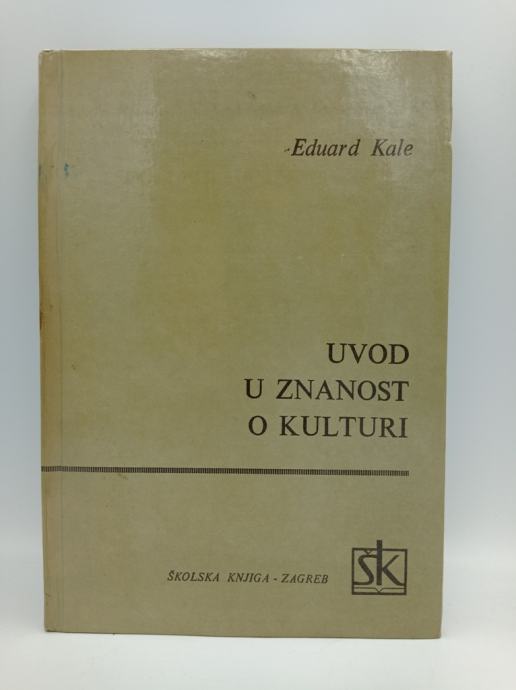 Eduard Kale
UVOD
U ZNANOST
O KULTURI
ŠKOLSKA KNJIGA - ZAGREB
šk